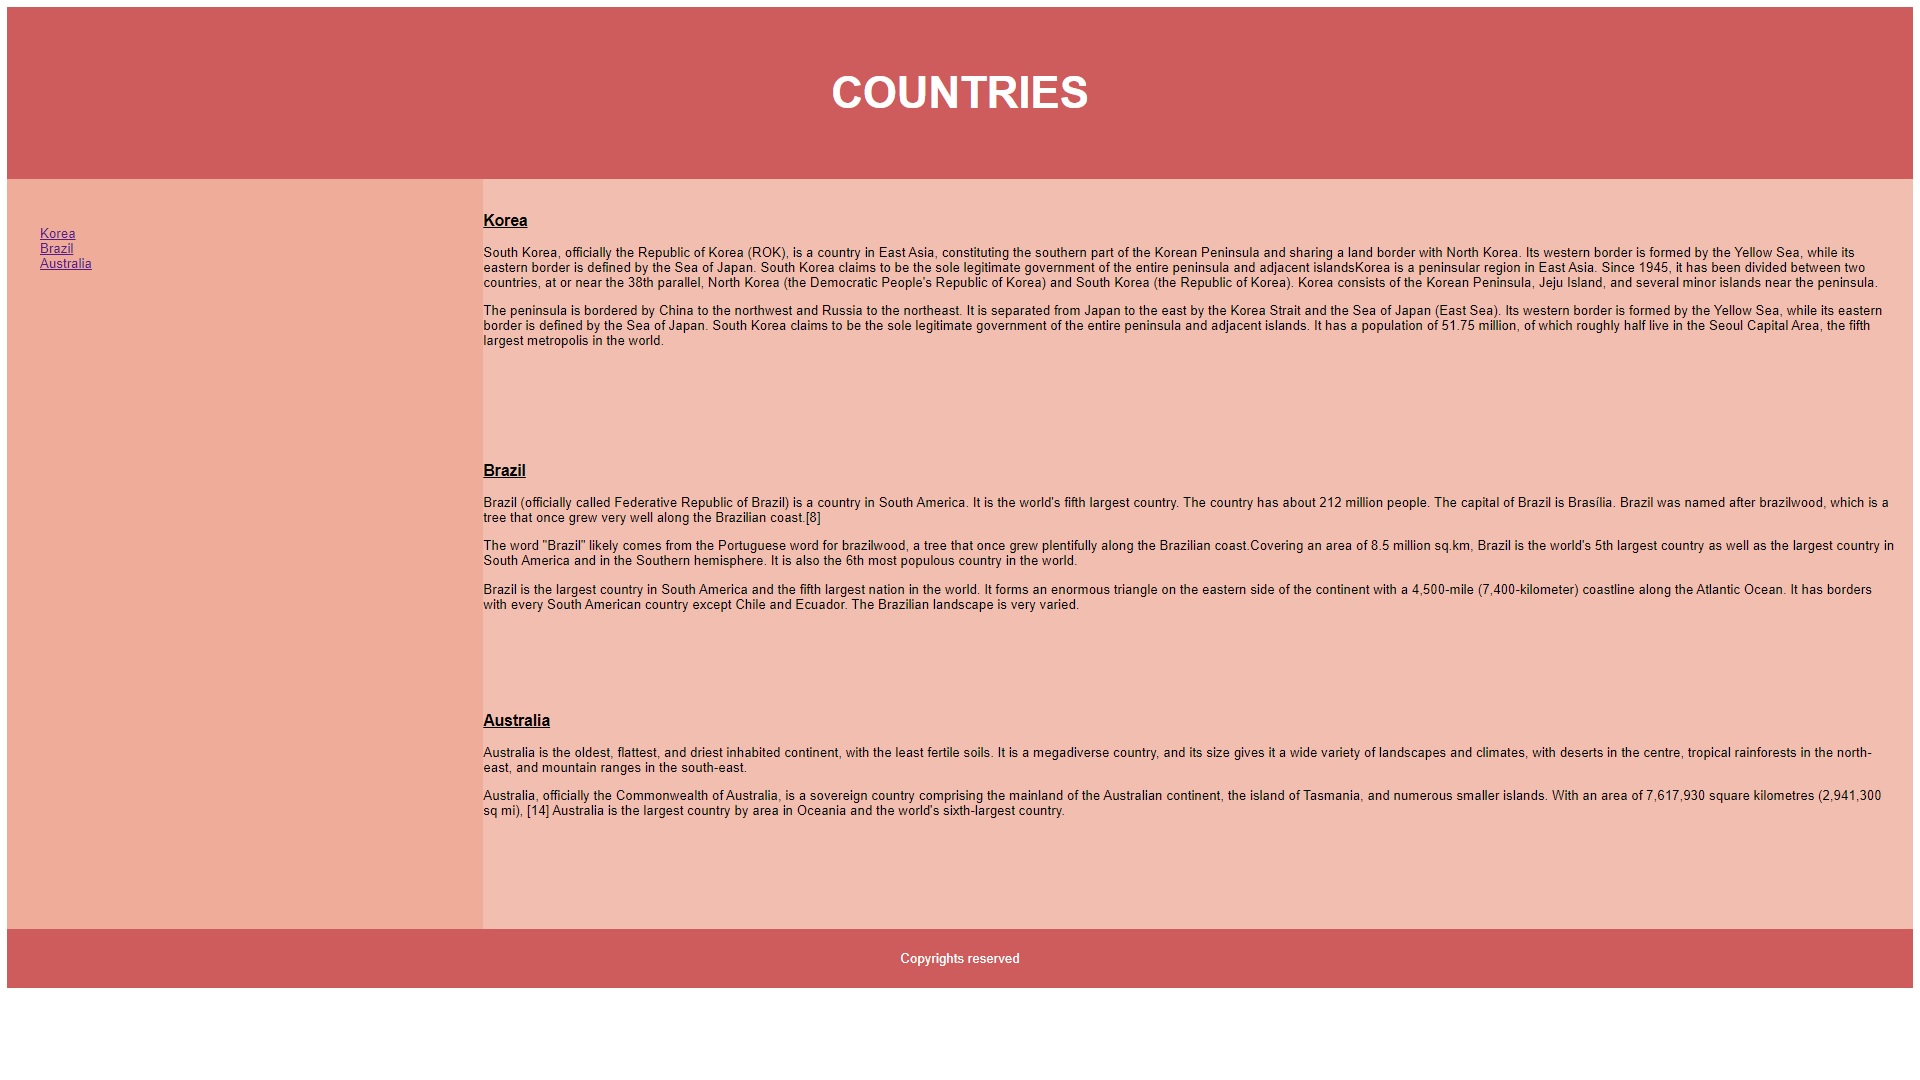 COUNTRIES
Korea
Brazil
Australia
Korea
South Korea, officially the Republic of Korea (ROK), is a country in East Asia, constituting the southern part of the Korean Peninsula and sharing a land border with North Korea. Its western border is formed by the Yellow Sea, while its
eastern border is defined by the Sea of Japan. South Korea claims to be the sole legitimate government of the entire peninsula and adjacent islandsKorea is a peninsular region in East Asia. Since 1945, it has been divided between two
countries, at or near the 38th parallel, North Korea (the Democratic People's Republic of Korea) and South Korea (the Republic of Korea). Korea consists of the Korean Peninsula, Jeju Island, and several minor islands near the peninsula.
The peninsula is bordered by China to the northwest and Russia to the northeast. It is separated from Japan to the east by the Korea Strait and the Sea of Japan (East Sea). Its western border is formed by the Yellow Sea, while its eastern
border is defined by the Sea of Japan. South Korea claims to be the sole legitimate government of the entire peninsula and adjacent islands. It has a population of 51.75 million, of which roughly half live in the Seoul Capital Area, the fifth
largest metropolis in the world.
Brazil
Brazil (officially called Federative Republic of Brazil) is a country in South America. It is the world's fifth largest country. The country has about 212 million people. The capital of Brazil is Brasília. Brazil was named after brazilwood, which is a
tree that once grew very well along the Brazilian coast.[8]
The word "Brazil" likely comes from the Portuguese word for brazilwood, a tree that once grew plentifully along the Brazilian coast.Covering an area of 8.5 million sq.km, Brazil is the world's 5th largest country as well as the largest country in
South America and in the Southern hemisphere. It is also the 6th most populous country in the world.
Brazil is the largest country in South America and the fifth largest nation in the world. It forms an enormous triangle on the eastern side of the continent with a 4,500-mile (7,400-kilometer) coastline along the Atlantic Ocean. It has borders
with every South American country except Chile and Ecuador. The Brazilian landscape is very varied.
Australia
Australia is the oldest, flattest, and driest inhabited continent, with the least fertile soils. It is a megadiverse country, and its size gives it a wide variety of landscapes and climates, with deserts in the centre, tropical rainforests in the north-
east, and mountain ranges in the south-east.
Australia, officially the Commonwealth of Australia, is a sovereign country comprising the mainland of the Australian continent, the island of Tasmania, and numerous smaller islands. With an area of 7,617,930 square kilometres (2,941,300
sq mi), [14] Australia is the largest country by area in Oceania and the world's sixth-largest country.
Copyrights reserved